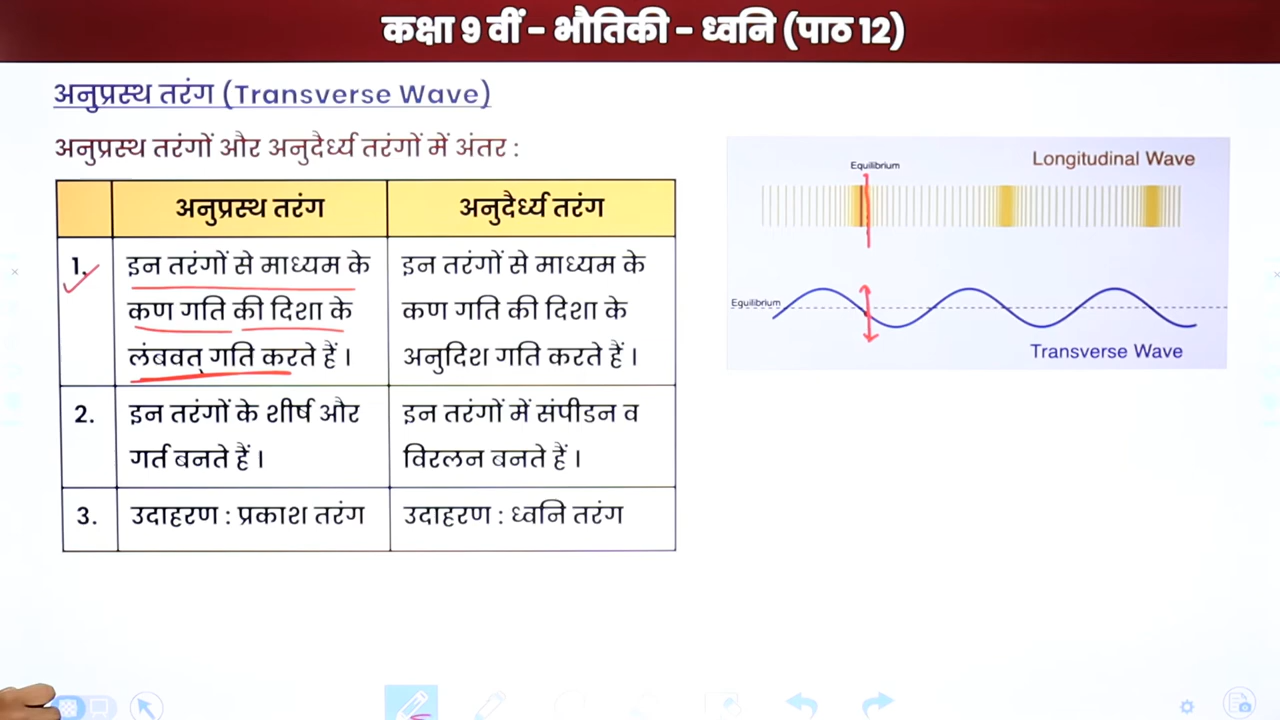 कक्षा 9 वीं - भौतिकी - ध्वनि (पाठ 12)
अनुप्रस्थ तरंग (Transverse Wave)
अनुप्रस्थ तरंगों और अनुदैर्ध्य तरंगों में अंतर :
अनुप्रस्थ तरंग
अनुदैर्ध्य तरंग
1.
इन तरंगों से माध्यम के
कण गति की दिशा के
लंबवत् गति करते हैं ।
इन तरंगों से माध्यम के
कण गति की दिशा के
अनुदिश गति करते हैं ।
2.
इन तरंगों के शीर्ष और
गर्त बनते हैं ।
इन तरंगों में संपीडन व
विरलन बनते हैं ।
3.
उदाहरण : प्रकाश तरंग
उदाहरण : ध्वनि तरंग
Equilibrium
Longitudinal Wave
Equilibrium
Transverse Wave